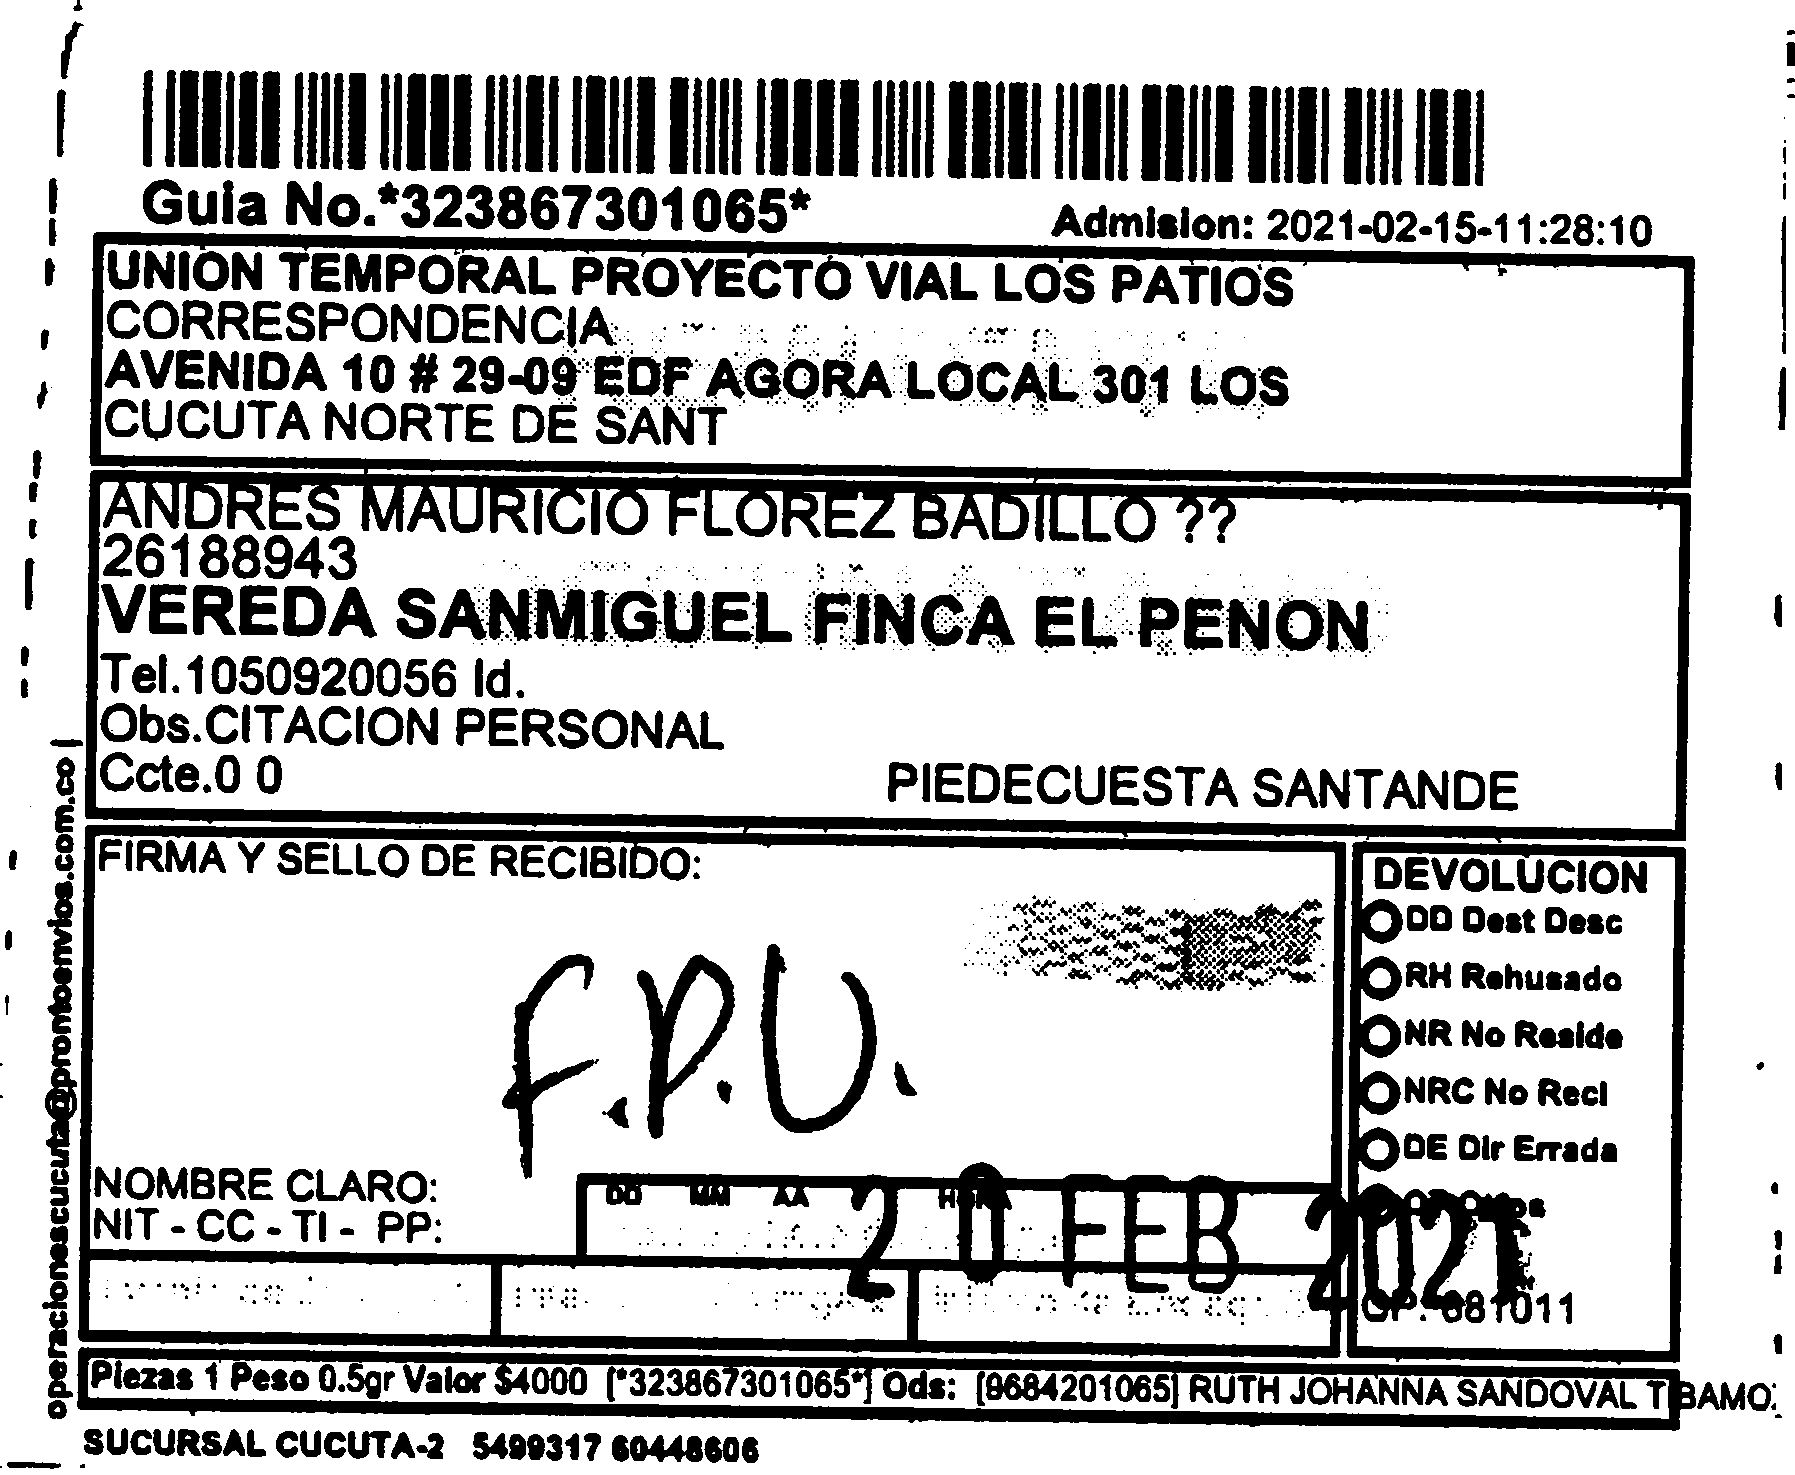 Guia No.*323867301065*
Admision: 2021-02-15-11:28:10
UNION TEMPORAL PROYECTO VIAL LOS PATIOS
CORRESPONDENCIA
AVENIDA 10 # 29-09 EDF AGORA LOCAL 301 LOS
CUCUTA NORTE DE SANT
ANDRES MAURICIO FLOREZ BADILLO ??
26188943
VEREDA SANMIGUEL FINCA EL PENON
Tel.1050920056 Id.
Obs.CITACION PERSONAL
Ccte.0 0
PIEDECUESTA SANTANDE
operacionescucuta@prontoenvios.com.co |
FIRMA Y SELLO DE RECIBIDO:
F.P.U.
DEVOLUCION
DD Dest Desc
RH Rehusado
NR No Reside
NRC No Reci
DE Dir Errada
NOMBRE CLARO:
NIT - CC - TI - PP:
DD MM AA HORA
20 FEB 2021
CP: 681011
Piezas 1 Peso 0.5gr Valor $4000 [*323867301065*] Ods: [9684201065] RUTH JOHANNA SANDOVAL TIBAMO
SUCURSAL CUCUTA-2 5499317 60448606